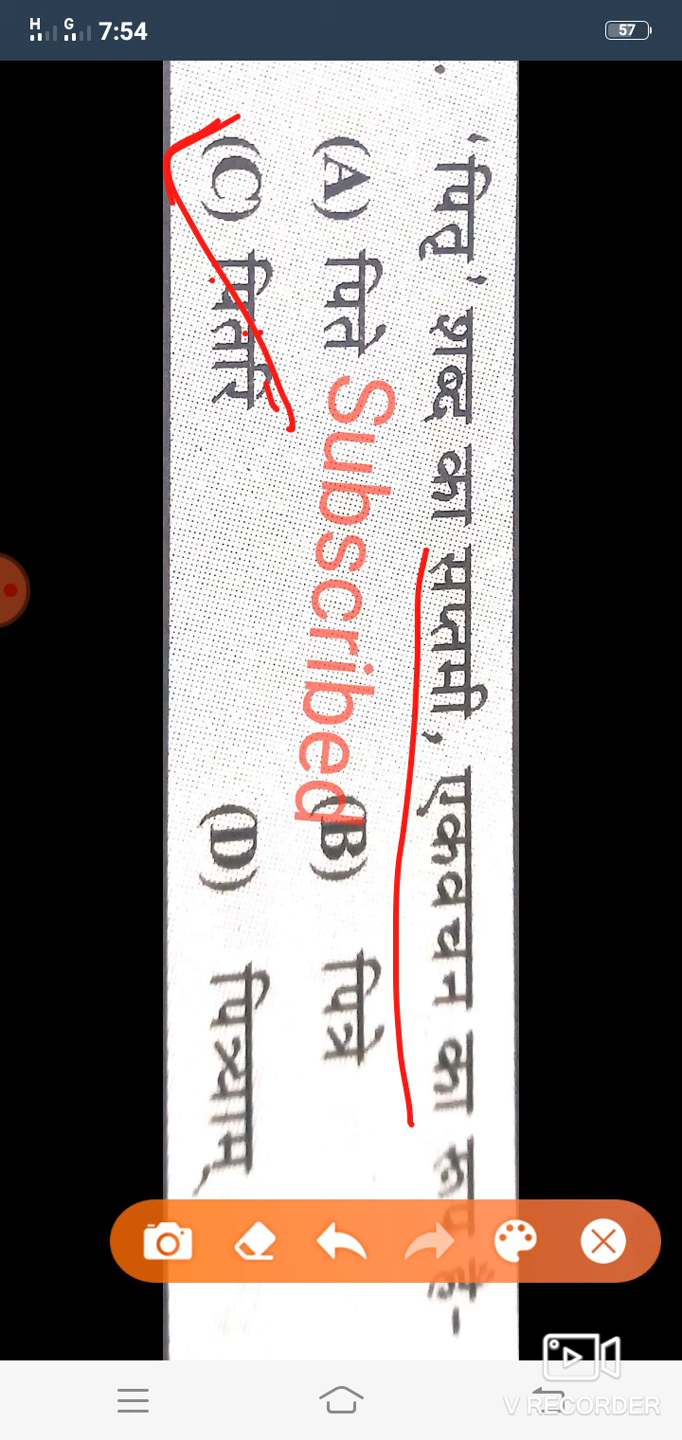 H G 7:54
57
'पितृ' शब्द का सप्तमी, एकवचन का रूप है-
(A) पिते
(B) पित्रे
(C) पितरि
(D) पित्र्याम्
Subscribed
V RECORDER